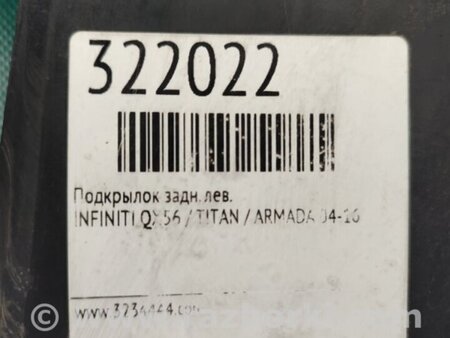 322022
Подкрылок задн. лев.
INFINITI QX56 / TITAN / ARMADA 04-16
www.3234444.com